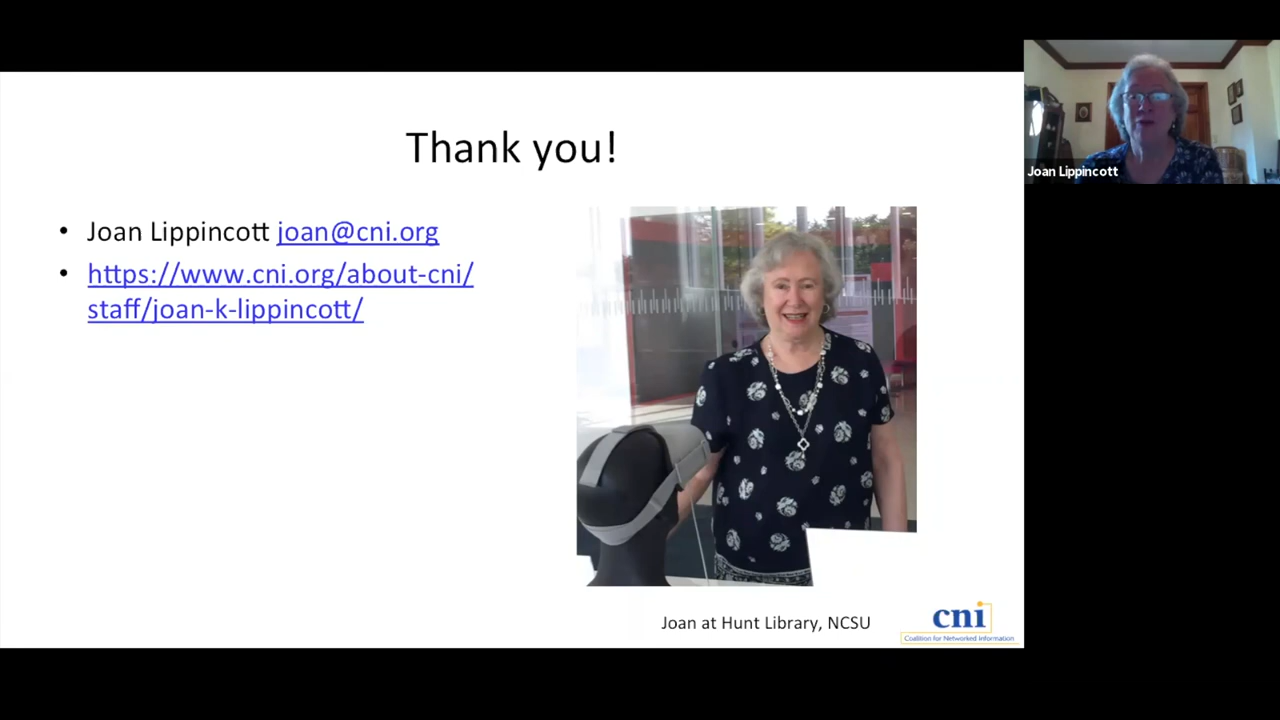 Thank you!
• Joan Lippincott joan@cni.org
• https://www.cni.org/about-cni/
staff/joan-k-lippincott/
Joan at Hunt Library, NCSU
cni
Coalition for Networked Information
Joan Lippincott